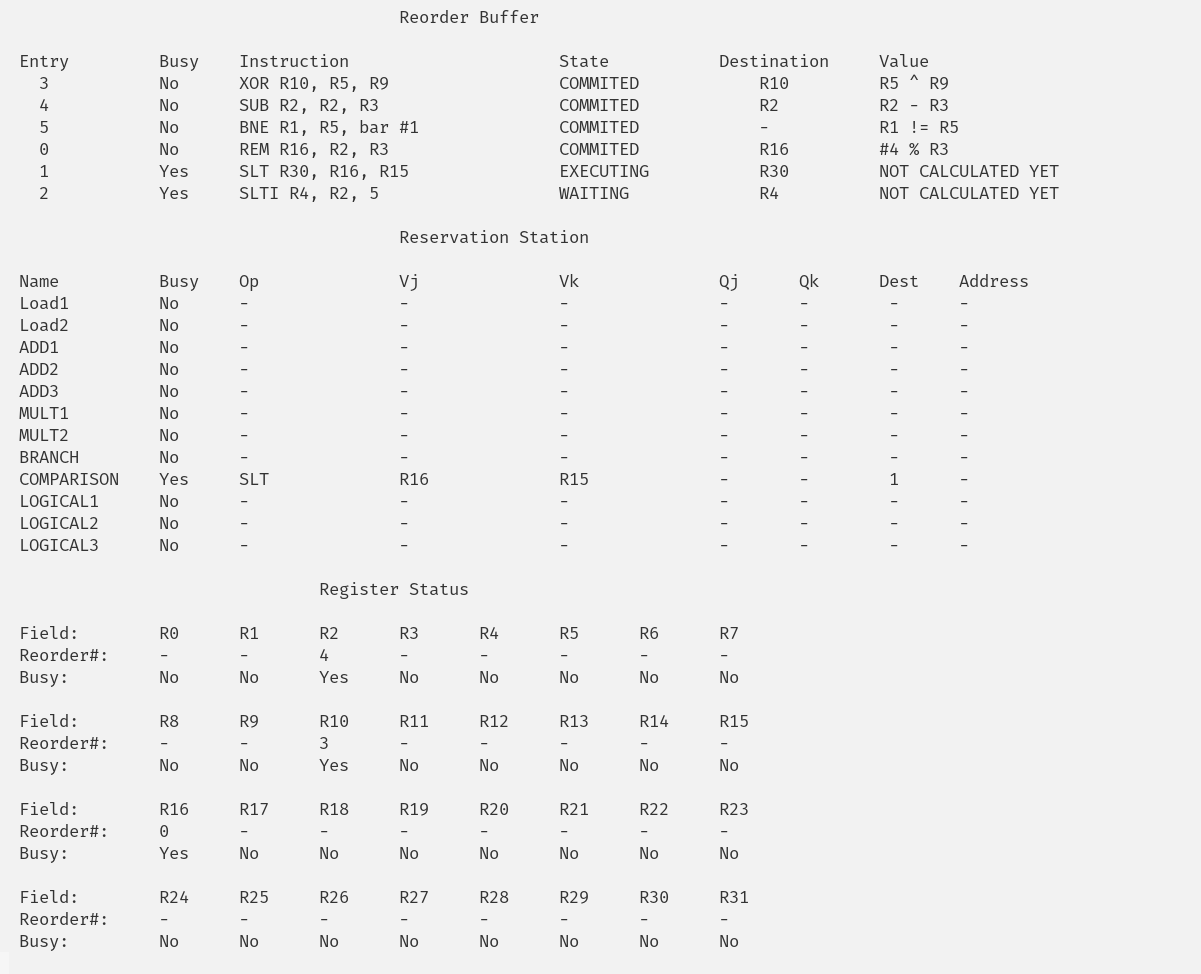 Reorder Buffer
Entry Busy Instruction State Destination Value
3 No XOR R10, R5, R9 COMMITED R10 R5 ^ R9
4 No SUB R2, R2, R3 COMMITED R2 R2 - R3
5 No BNE R1, R5, bar #1 COMMITED - R1 != R5
0 No REM R16, R2, R3 COMMITED R16 #4 % R3
1 Yes SLT R30, R16, R15 EXECUTING R30 NOT CALCULATED YET
2 Yes SLTI R4, R2, 5 WAITING R4 NOT CALCULATED YET
Reservation Station
Name Busy Op Vj Vk Qj Qk Dest Address
Load1 No - - - - - - -
Load2 No - - - - - - -
ADD1 No - - - - - - -
ADD2 No - - - - - - -
ADD3 No - - - - - - -
MULT1 No - - - - - - -
MULT2 No - - - - - - -
BRANCH No - - - - - - -
COMPARISON Yes SLT R16 R15 - - 1 -
LOGICAL1 No - - - - - - -
LOGICAL2 No - - - - - - -
LOGICAL3 No - - - - - - -
Register Status
Field: R0 R1 R2 R3 R4 R5 R6 R7
Reorder#: - - 4 - - - - -
Busy: No No Yes No No No No No
Field: R8 R9 R10 R11 R12 R13 R14 R15
Reorder#: - - 3 - - - - -
Busy: No No Yes No No No No No
Field: R16 R17 R18 R19 R20 R21 R22 R23
Reorder#: 0 - - - - - - -
Busy: Yes No No No No No No No
Field: R24 R25 R26 R27 R28 R29 R30 R31
Reorder#: - - - - - - - -
Busy: No No No No No No No No